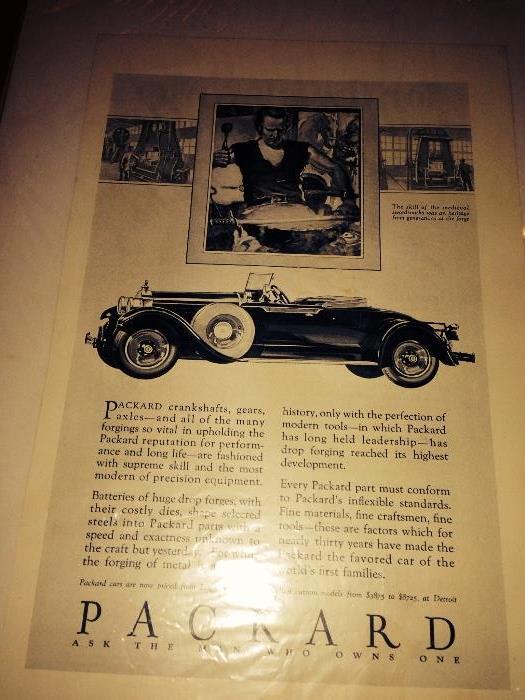 The skill of the medieval
swordsmiths was an heritage
from generations at the forge
PACKARD crankshafts, gears,
axles—and all of the many
forgings so vital in upholding the
Packard reputation for perform-
ance and long life—are fashioned
with supreme skill and the most
modern of precision equipment.
Batteries of huge drop forges, with
their costly dies, shape selected
steels into Packard parts with a
speed and exactness unknown to
the craft but yesterday. For while
the forging of metal is
history, only with the perfection of
modern tools—in which Packard
has long held leadership—has
drop forging reached its highest
development.
Every Packard part must conform
to Packard's inflexible standards.
Fine materials, fine craftsmen, fine
tools—these are factors which for
nearly thirty years have made the
Packard the favored car of the
world's first families.
Packard cars are now priced from custom models from $3875 to $8725, at Detroit
PACKARD
ASK THE MAN WHO OWNS ONE